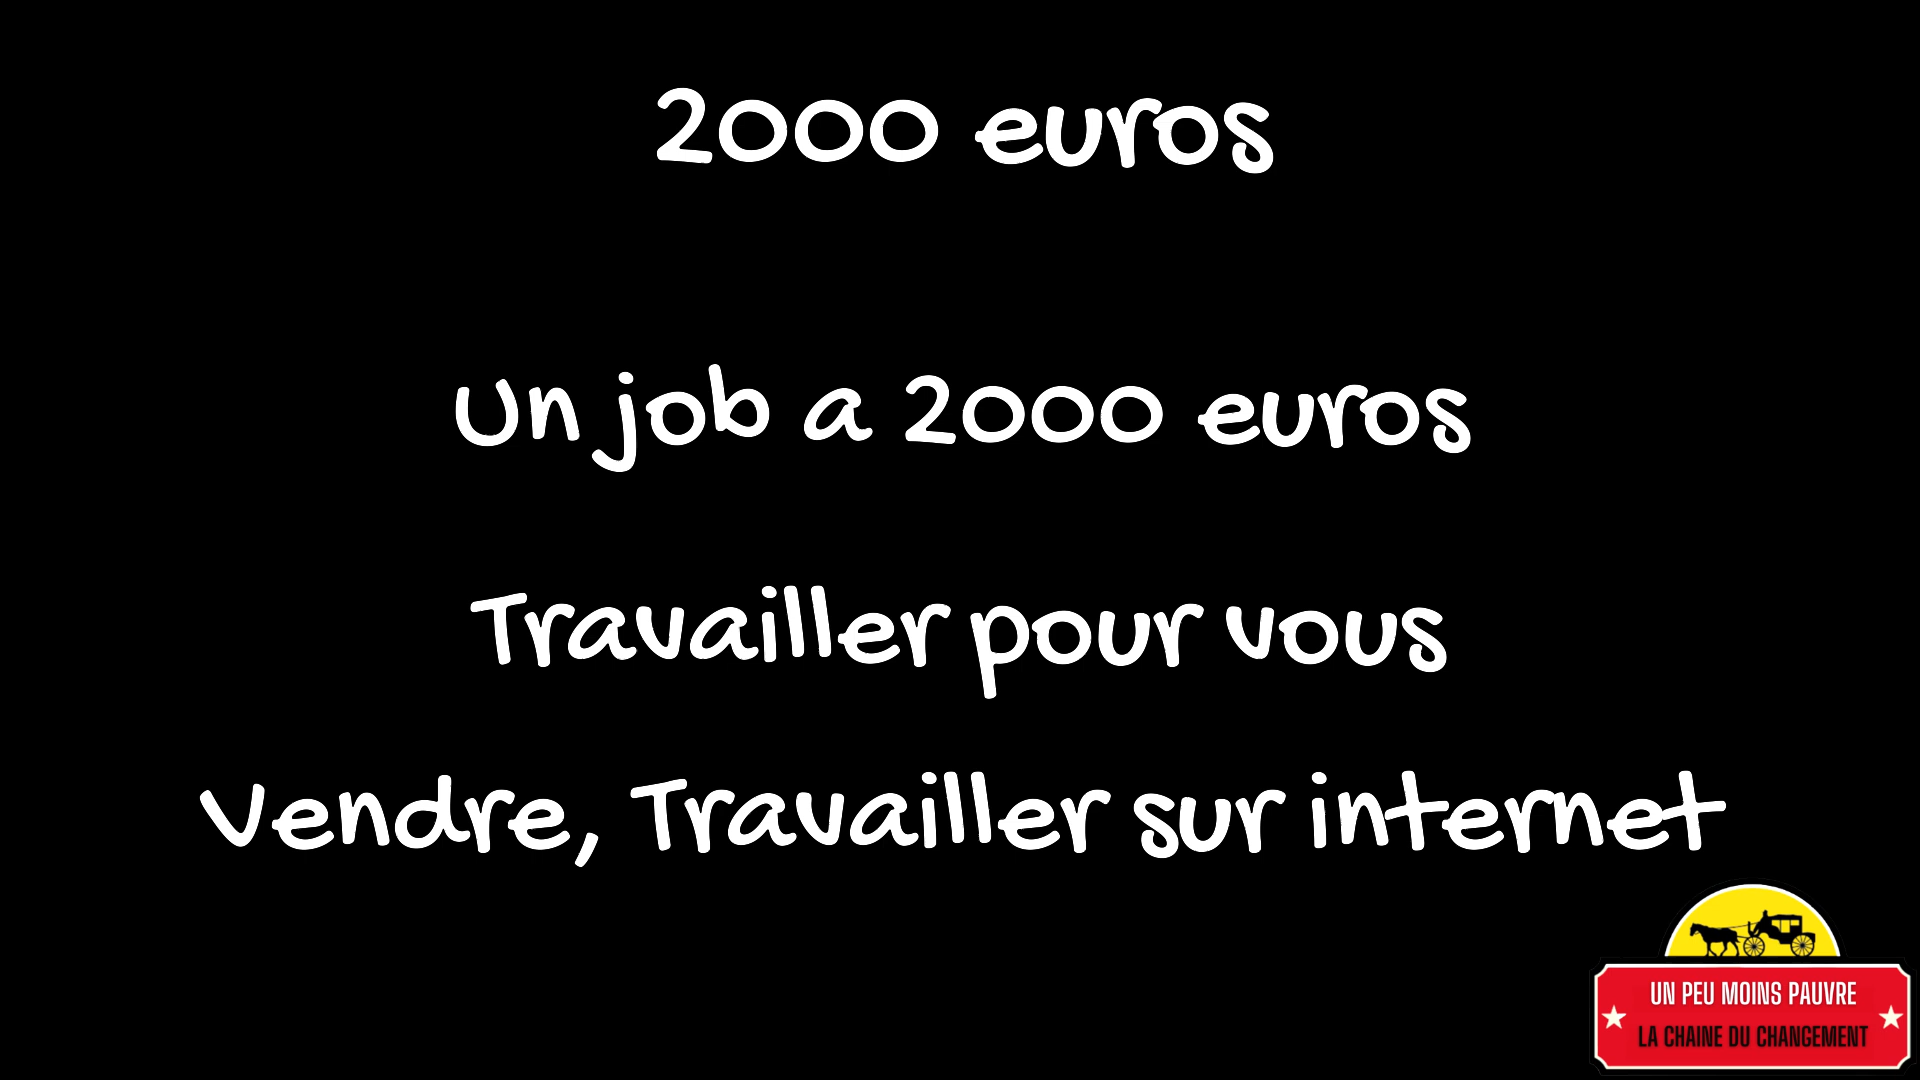 2000 euros
Un job a 2000 euros
Travailler pour vous
Vendre, Travailler sur internet
UN PEU MOINS PAUVRE
LA CHAINE DU CHANGEMENT